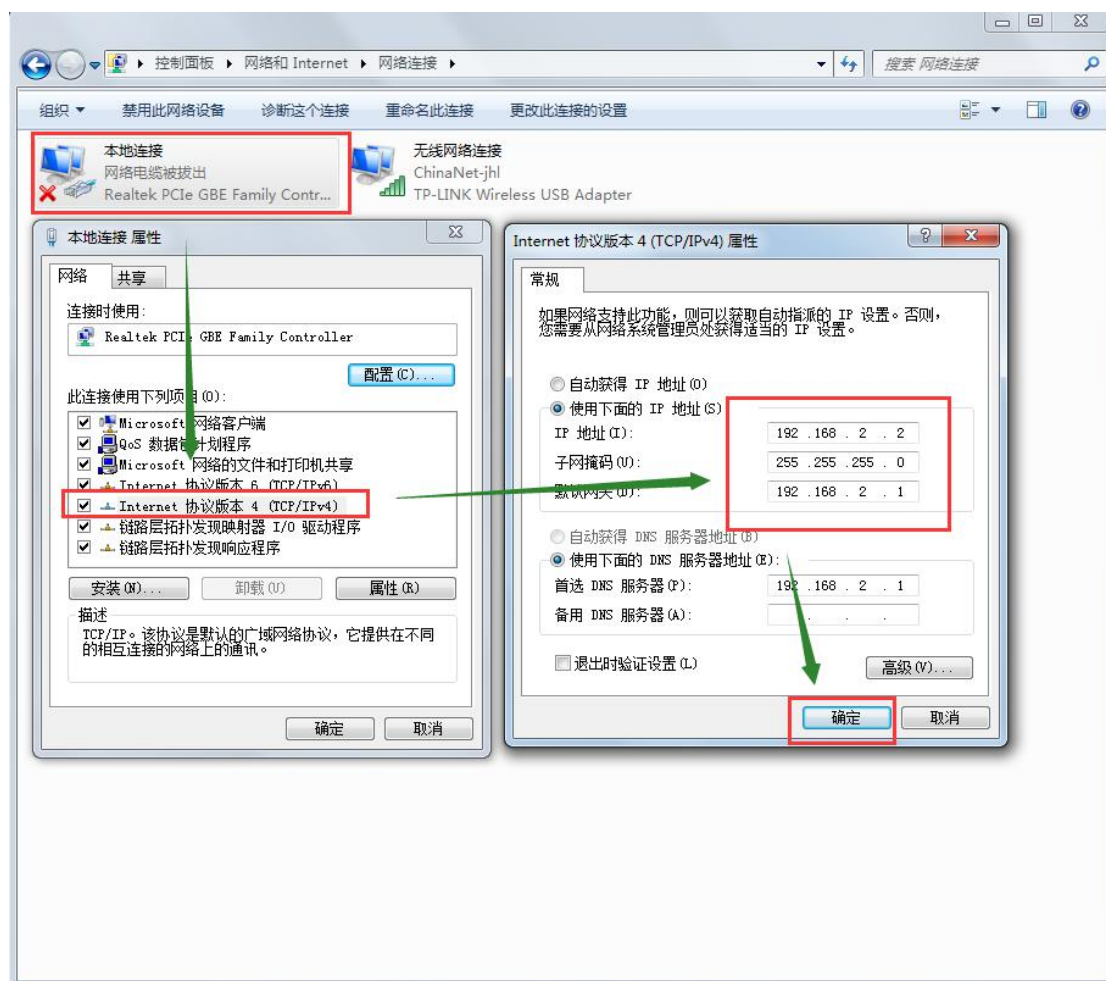 控制面板 ▸ 网络和 Internet ▸ 网络连接 ▸
搜索 网络连接
组织 禁用此网络设备 诊断这个连接 重命名此连接 更改此连接的设置
本地连接
网络电缆被拔出
Realtek PCIe GBE Family Contr...
无线网络连接
ChinaNet-jhl
TP-LINK Wireless USB Adapter
本地连接 属性
网络 共享
连接时使用:
Realtek PCIe GBE Family Controller
配置(C)...
此连接使用下列项目(O):
Microsoft 网络客户端
QoS 数据包计划程序
Microsoft 网络的文件和打印机共享
Internet 协议版本 6 (TCP/IPv6)
Internet 协议版本 4 (TCP/IPv4)
链路层拓扑发现映射器 I/O 驱动程序
链路层拓扑发现响应程序
安装(N)... 卸载(U) 属性(R)
描述
TCP/IP。该协议是默认的广域网络协议，它提供在不同
的相互连接的网络上的通讯。
确定 取消
Internet 协议版本 4 (TCP/IPv4) 属性
常规
如果网络支持此功能，则可以获取自动指派的 IP 设置。否则，
您需要从网络系统管理员处获得适当的 IP 设置。
自动获得 IP 地址(O)
使用下面的 IP 地址(S)
IP 地址(I): 192 .168 . 2 . 2
子网掩码(U): 255 .255 .255 . 0
默认网关(D): 192 .168 . 2 . 1
自动获得 DNS 服务器地址(B)
使用下面的 DNS 服务器地址(E):
首选 DNS 服务器(P): 192 .168 . 2 . 1
备用 DNS 服务器(A): . . .
退出时验证设置(L)
高级(V)...
确定 取消